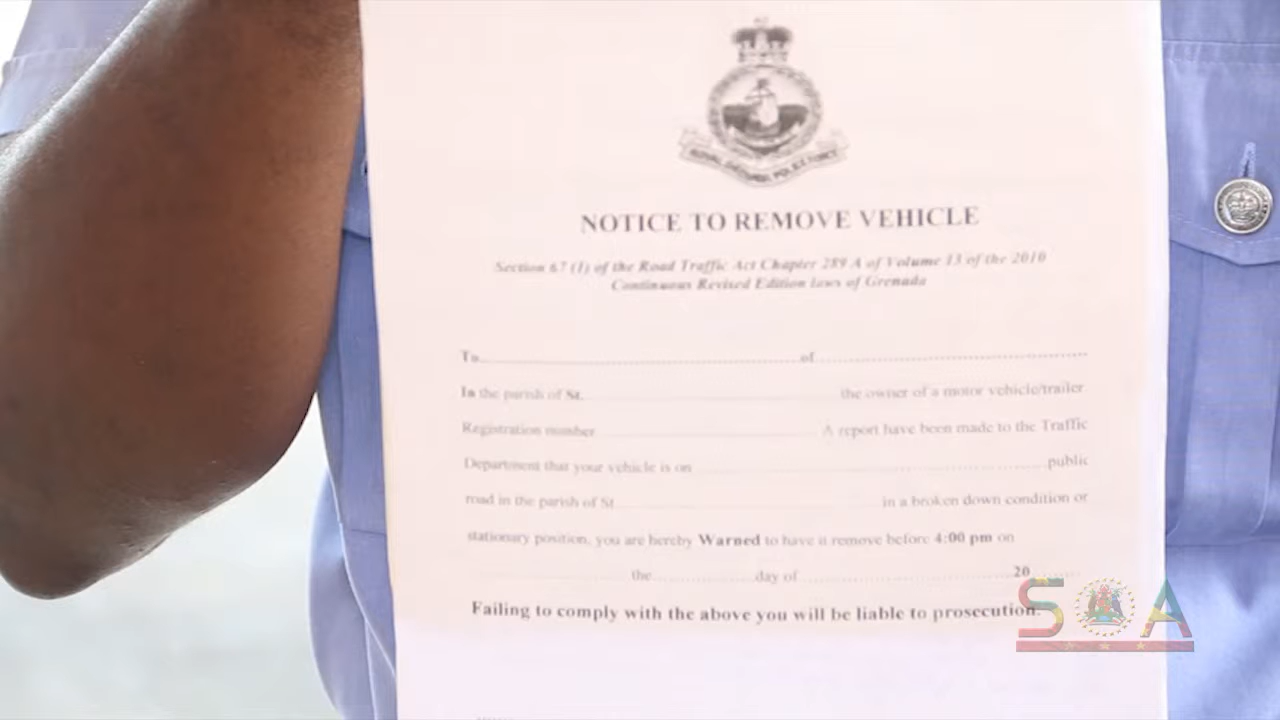 ROYAL GRENADA POLICE FORCE
NOTICE TO REMOVE VEHICLE
Section 67 (1) of the Road Traffic Act Chapter 289 A of Volume 13 of the 2010
Continuous Revised Edition laws of Grenada
To..........of..........
In the parish of St..........the owner of a motor vehicle/trailer
Registration number..........A report have been made to the Traffic
Department that your vehicle is on..........public
road in the parish of St..........in a broken down condition or
stationary position, you are hereby Warned to have it remove before 4:00 pm on
..........the..........day of..........20......
Failing to comply with the above you will be liable to prosecution.
SOA